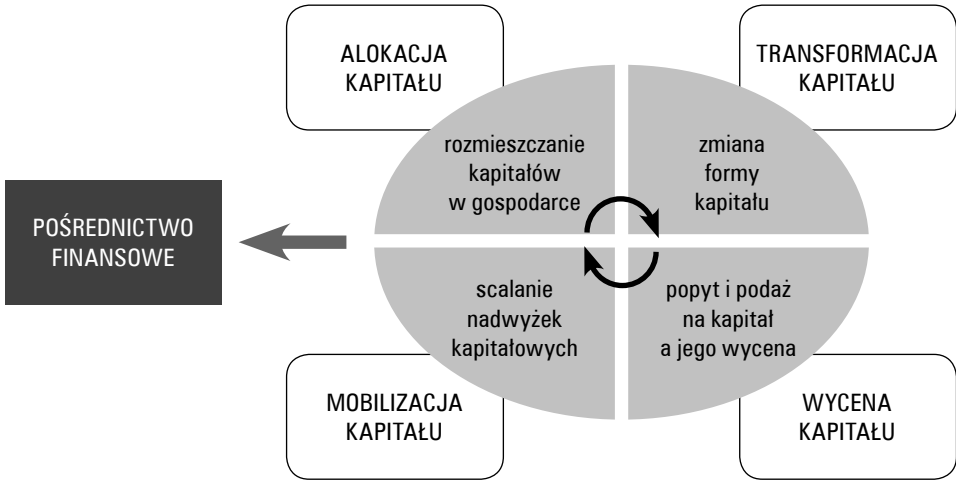 ALOKACJA
KAPITAŁU
TRANSFORMACJA
KAPITAŁU
rozmieszczanie
kapitałów
w gospodarce
zmiana
formy
kapitału
POŚREDNICTWO
FINANSOWE
scalanie
nadwyżek
kapitałowych
popyt i podaż
na kapitał
a jego wycena
MOBILIZACJA
KAPITAŁU
WYCENA
KAPITAŁU